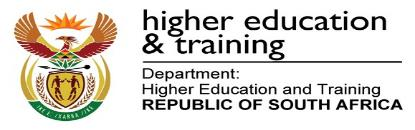 higher education
& training
Department:
Higher Education and Training
REPUBLIC OF SOUTH AFRICA